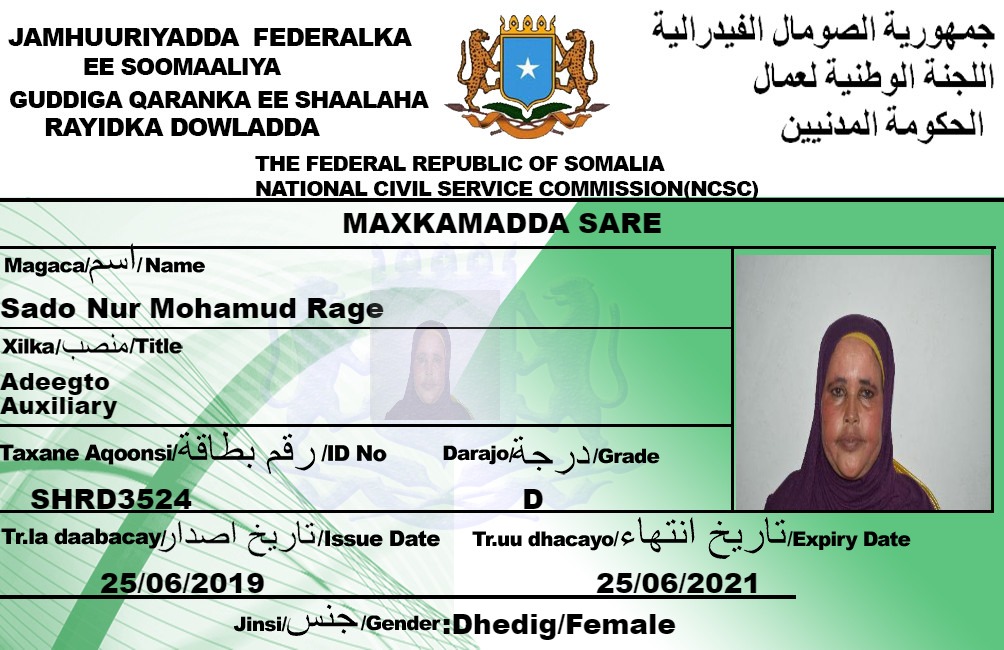 JAMHUURIYADDA FEDERALKA
EE SOOMAALIYA
GUDDIGA QARANKA EE SHAALAHA
RAYIDKA DOWLADDA
جمهورية الصومال الفيدرالية
اللجنة الوطنية لعمال
الحكومة المدنيين
THE FEDERAL REPUBLIC OF SOMALIA
NATIONAL CIVIL SERVICE COMMISSION(NCSC)
MAXKAMADDA SARE
Magaca/اسم/Name
Sado Nur Mohamud Rage
Xilka/منصب/Title
Adeegto
Auxiliary
Taxane Aqoonsi/رقم بطاقة/ID No
Darajo/درجة/Grade
SHRD3524
D
Tr.la daabacay/تاريخ اصدار/Issue Date
Tr.uu dhacayo/تاريخ انتهاء/Expiry Date
25/06/2019
25/06/2021
Jinsi/جنس/Gender:Dhedig/Female